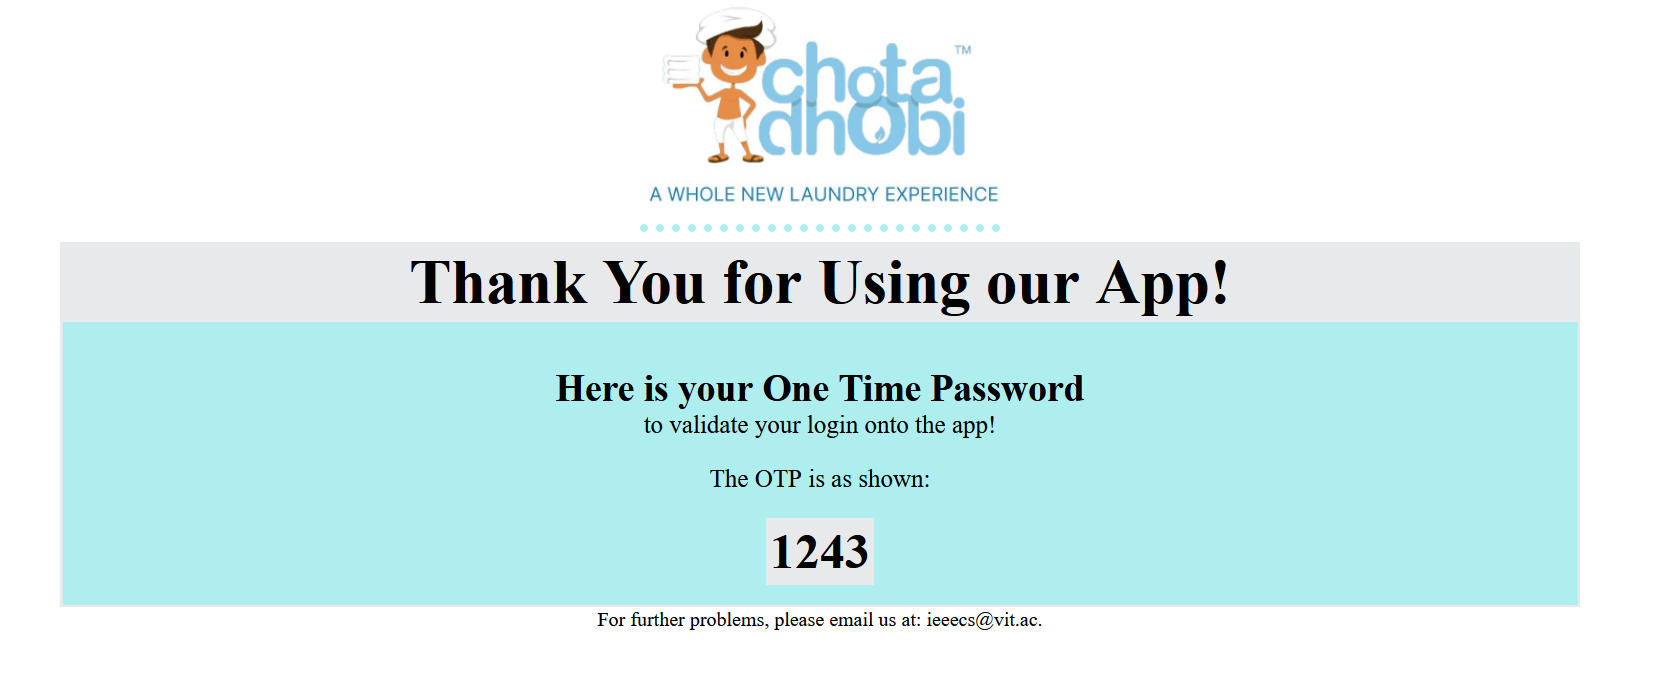 chota
dhobi
TM
A WHOLE NEW LAUNDRY EXPERIENCE
Thank You for Using our App!
Here is your One Time Password
to validate your login onto the app!
The OTP is as shown:
1243
For further problems, please email us at: ieeecs@vit.ac.